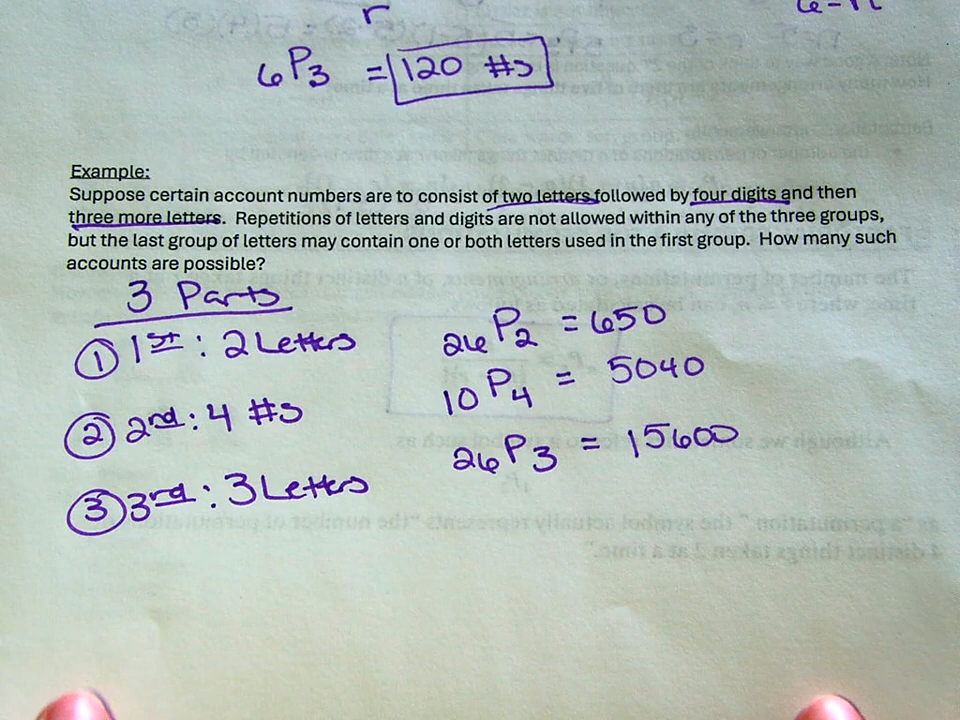 r
6P3 = 120 #s
Example:
Suppose certain account numbers are to consist of two letters followed by four digits and then
three more letters. Repetitions of letters and digits are not allowed within any of the three groups,
but the last group of letters may contain one or both letters used in the first group. How many such
accounts are possible?
3 Parts
① 1st : 2 Letters 26P2 = 650
② 2nd : 4 #s 10P4 = 5040
③ 3rd : 3 Letters 26P3 = 15600